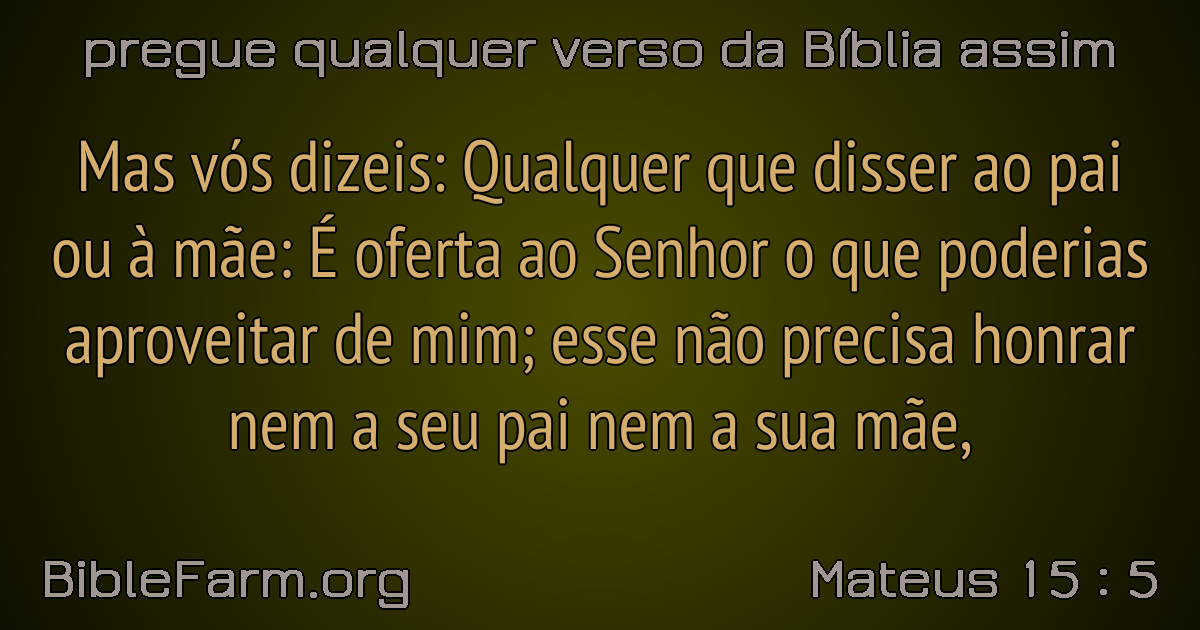 pregue qualquer verso da Bíblia assim
Mas vós dizeis: Qualquer que disser ao pai
ou à mãe: É oferta ao Senhor o que poderias
aproveitar de mim; esse não precisa honrar
nem a seu pai nem a sua mãe,
BibleFarm.org
Mateus 15 : 5